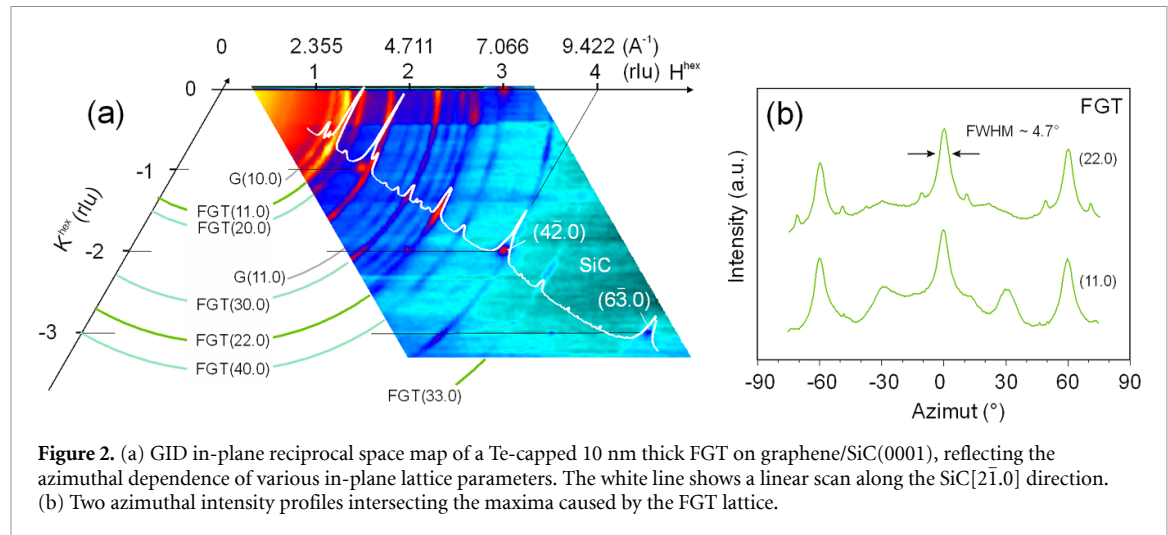 0 2.355 4.711 7.066 9.422 (A⁻¹)
1 2 3 4 (rlu) Hʰᵉˣ
(a)
0
-1
-2
-3
Kʰᵉˣ (rlu)
G(10.0)
FGT(11.0)
FGT(20.0)
G(11.0)
FGT(30.0)
FGT(22.0)
FGT(40.0)
FGT(33.0)
(42̄.0)
SiC
(63̄.0)
(b)
FGT
FWHM ~ 4.7°
(22.0)
(11.0)
Intensity (a.u.)
-90 -60 -30 0 30 60 90
Azimut (°)
Figure 2. (a) GID in-plane reciprocal space map of a Te-capped 10 nm thick FGT on graphene/SiC(0001), reflecting the
azimuthal dependence of various in-plane lattice parameters. The white line shows a linear scan along the SiC[21̄.0] direction.
(b) Two azimuthal intensity profiles intersecting the maxima caused by the FGT lattice.